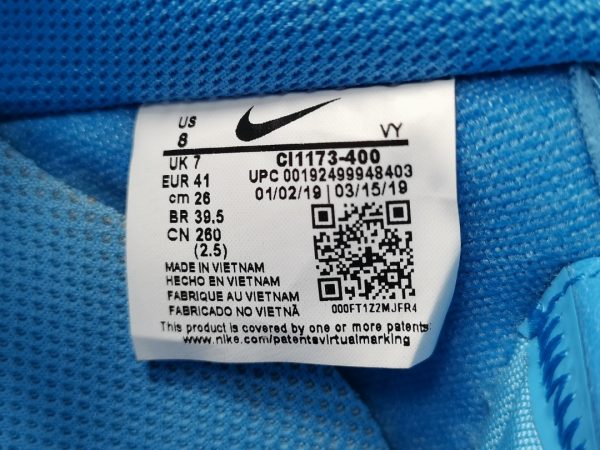 US
8
VY
UK 7
EUR 41
cm 26
BR 39.5
CN 260
(2.5)
CI1173-400
UPC 00192499948403
01/02/19 03/15/19
MADE IN VIETNAM
HECHO EN VIETNAM
FABRIQUE AU VIETNAM
FABRICADO NO VIETNÃ
000FT1Z2MJFR4
This product is covered by one or more patents
www.nike.com/patentsvirtualmarking